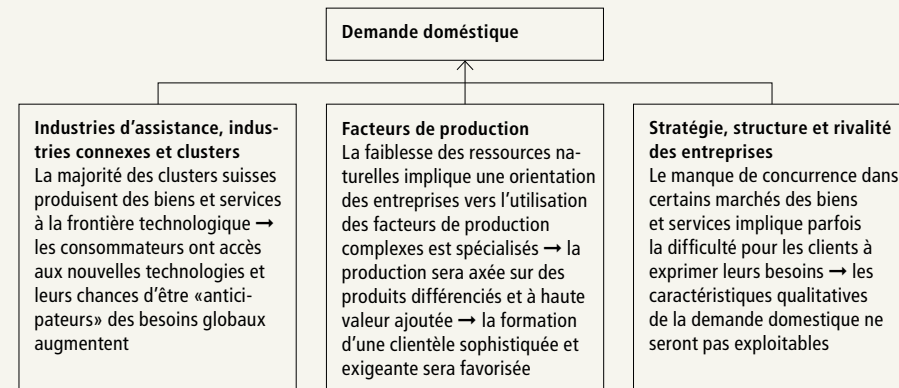 Demande doméstique
Industries d’assistance, indus-
tries connexes et clusters
La majorité des clusters suisses
produisent des biens et services
à la frontière technologique ➞
les consommateurs ont accès
aux nouvelles technologies et
leurs chances d’être «antici-
pateurs» des besoins globaux
augmentent
Facteurs de production
La faiblesse des ressources na-
turelles implique une orientation
des entreprises vers l’utilisation
des facteurs de production
complexes est spécialisés ➞ la
production sera axée sur des
produits différenciés et à haute
valeur ajoutée ➞ la formation
d’une clientèle sophistiquée et
exigeante sera favorisée
Stratégie, structure et rivalité
des entreprises
Le manque de concurrence dans
certains marchés des biens
et services implique parfois
la difficulté pour les clients à
exprimer leurs besoins ➞ les
caractéristiques qualitatives
de la demande domestique ne
seront pas exploitables